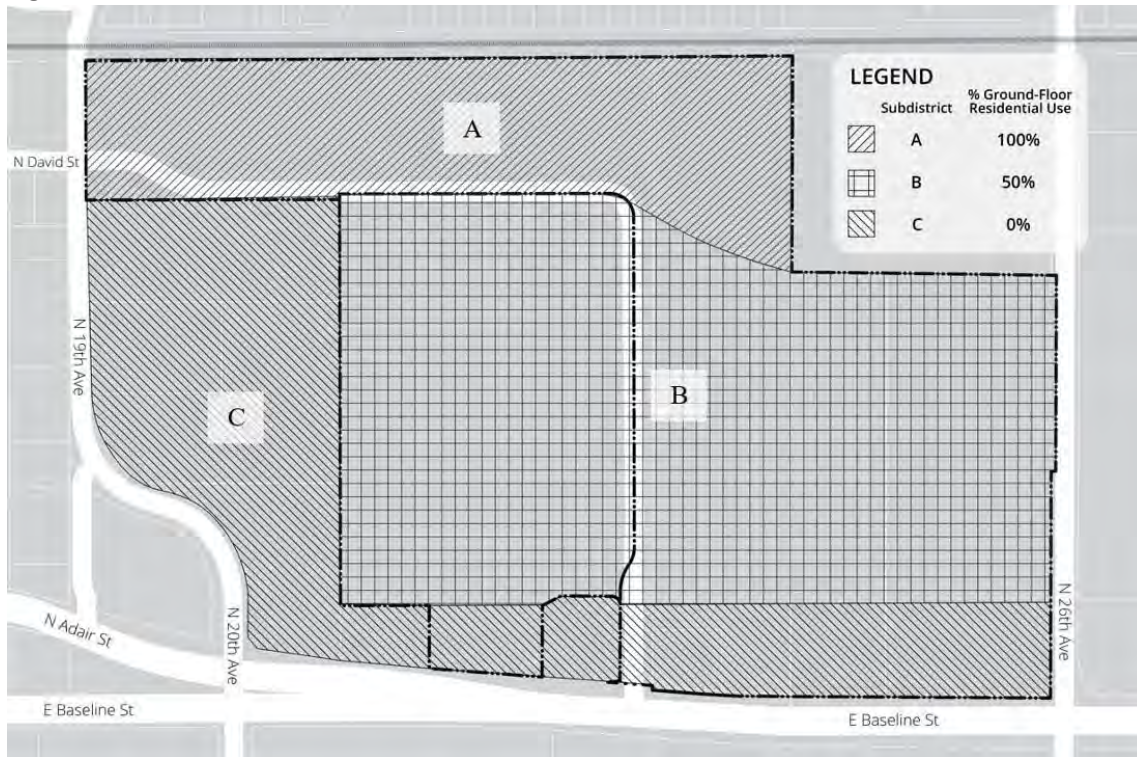 LEGEND
Subdistrict
% Ground-Floor
Residential Use
A 100%
B 50%
C 0%
A
N David St
N 19th Ave
B
C
N Adair St
N 20th Ave
N 26th Ave
E Baseline St
E Baseline St